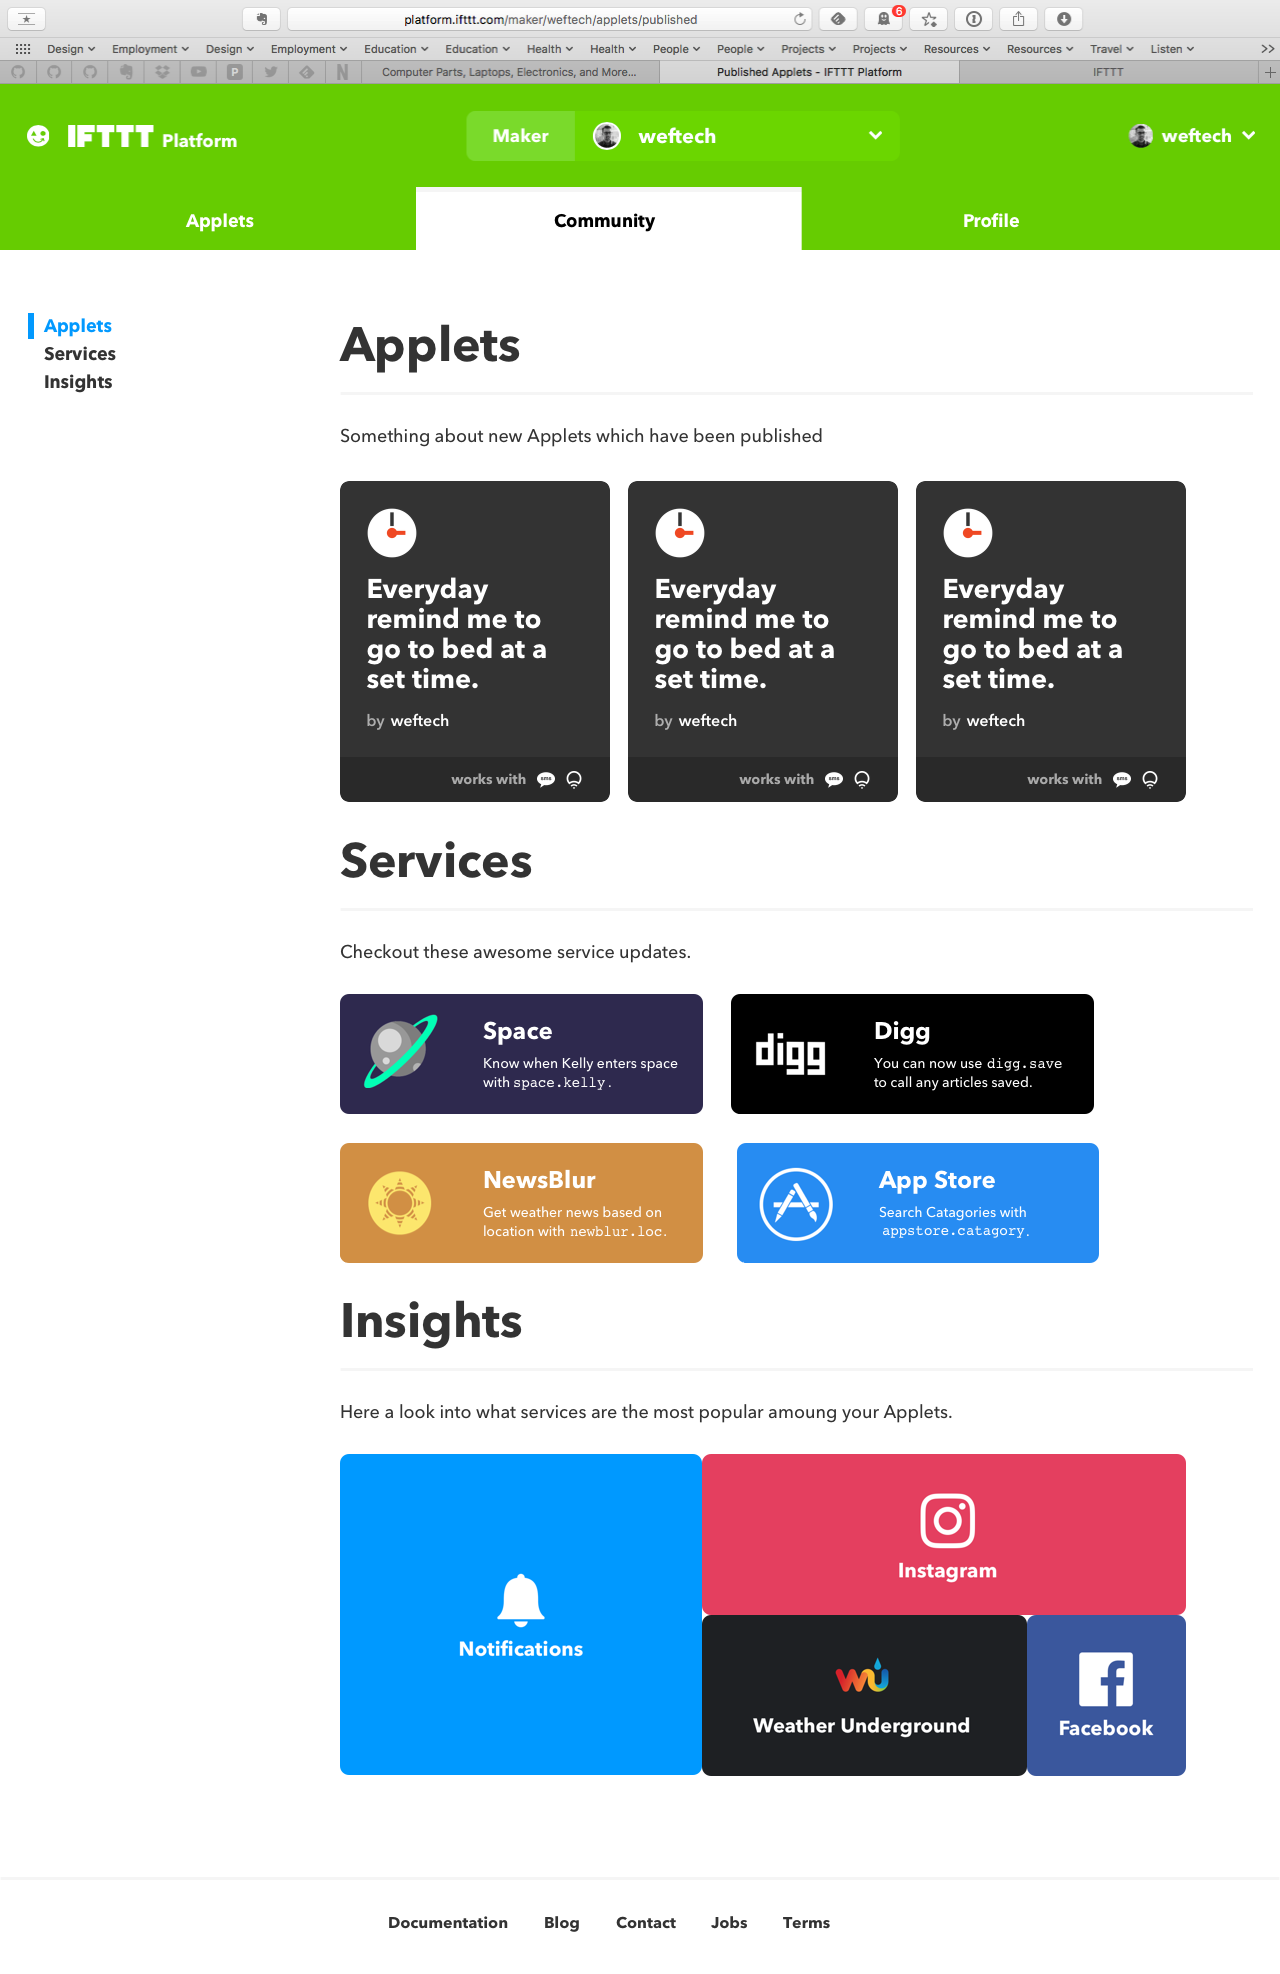 platform.ifttt.com/maker/weftech/applets/published
6
Design Employment Design Employment Education Education Health Health People People Projects Projects Resources Resources Travel Listen
P N Computer Parts, Laptops, Electronics, and More... Published Applets - IFTTT Platform IFTTT
IFTTT Platform
Maker weftech
weftech
Applets Community Profile
Applets
Services
Insights
Applets
Something about new Applets which have been published
Everyday
remind me to
go to bed at a
set time.
by weftech
works with sms
Everyday
remind me to
go to bed at a
set time.
by weftech
works with sms
Everyday
remind me to
go to bed at a
set time.
by weftech
works with sms
Services
Checkout these awesome service updates.
Space
Know when Kelly enters space
with space.kelly.
digg
Digg
You can now use digg.save
to call any articles saved.
NewsBlur
Get weather news based on
location with newblur.loc.
App Store
Search Catagories with
appstore.catagory.
Insights
Here a look into what services are the most popular amoung your Applets.
Notifications
Instagram
wu
Weather Underground
Facebook
Documentation Blog Contact Jobs Terms